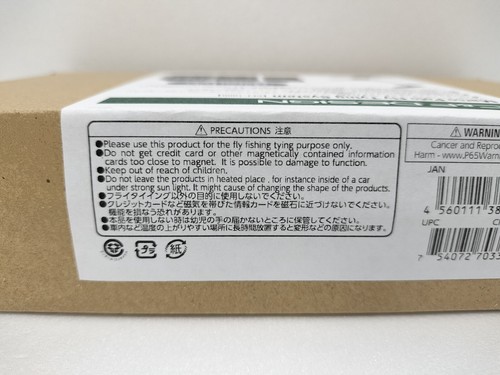 ⚠ PRECAUTIONS 注意
●Please use this product for the fly fishing tying purpose only.
●Do not get credit card or other magnetically contained information
cards too close to magnet. It is possible to damage to function.
●Keep out of reach of children.
●Do not leave the products in heated place , for instance inside of a car
under strong sun light. It might cause of changing the shape of the products.
●フライタイイング以外の目的に使用しないでください。
●クレジットカードなど磁気を帯びた情報カードを磁石に近づけないでください。
機能を損なう恐れがあります。
●本品を使用しない時は幼児の手の届かないところに保管してください。
●車内など温度の上がりやすい場所に長時間放置すると変形などの原因になります。
プラ 紙
⚠ WARNIN
Cancer and Repro
Harm - www.P65Warn
JAN
4 560111 38
UPC
7 54072 7033